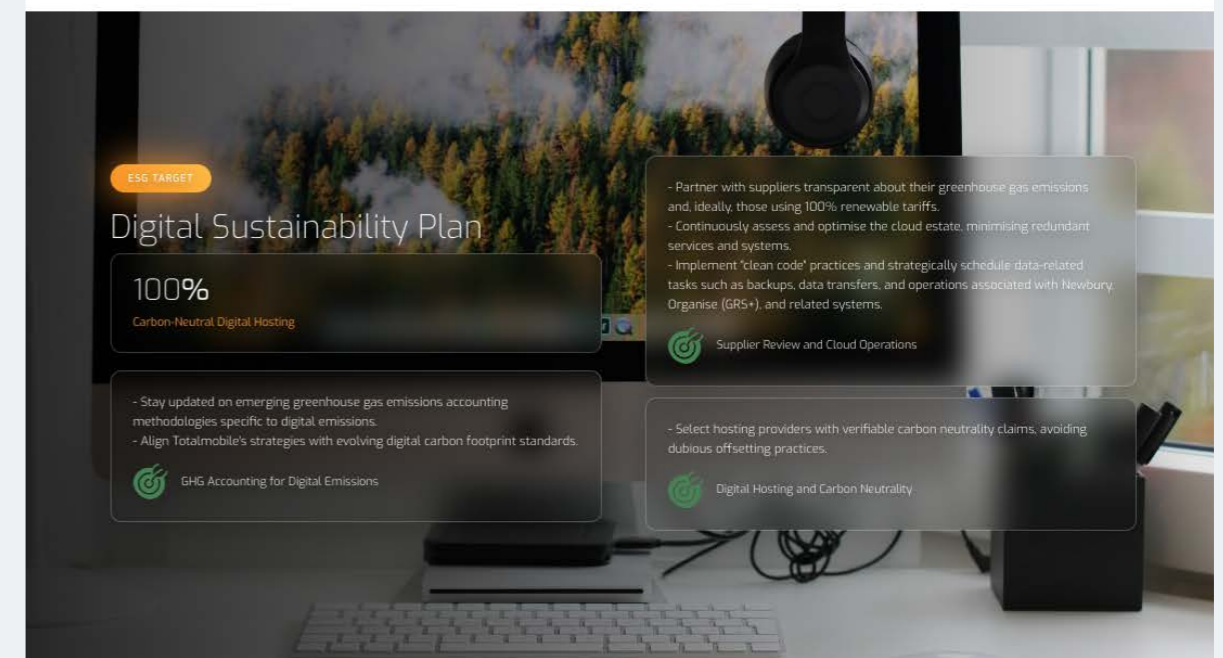 ESG TARGET
Digital Sustainability Plan
100%
Carbon-Neutral Digital Hosting
- Stay updated on emerging greenhouse gas emissions accounting
methodologies specific to digital emissions.
- Align Totalmobile's strategies with evolving digital carbon footprint standards.
GHG Accounting for Digital Emissions
- Partner with suppliers transparent about their greenhouse gas emissions
and, ideally, those using 100% renewable tariffs.
- Continuously assess and optimise the cloud estate, minimising redundant
services and systems.
- Implement "clean code" practices and strategically schedule data-related
tasks such as backups, data transfers, and operations associated with Newbury,
Organise (GRS+), and related systems.
Supplier Review and Cloud Operations
- Select hosting providers with verifiable carbon neutrality claims, avoiding
dubious offsetting practices.
Digital Hosting and Carbon Neutrality